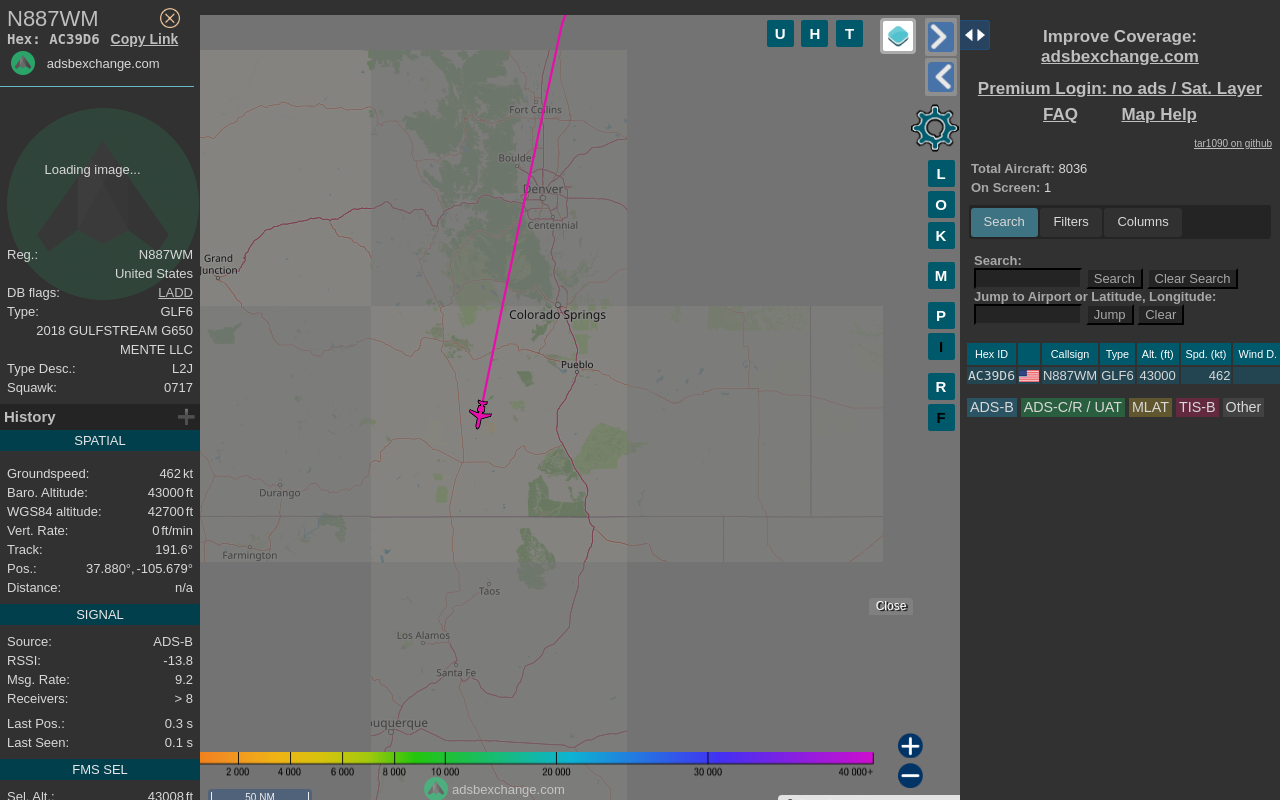 N887WM
Hex: AC39D6 Copy Link
adsbexchange.com
Loading image...
Reg.: N887WM
United States
DB flags: LADD
Type: GLF6
2018 GULFSTREAM G650
MENTE LLC
Type Desc.: L2J
Squawk: 0717
History
SPATIAL
Groundspeed: 462 kt
Baro. Altitude: 43000 ft
WGS84 altitude: 42700 ft
Vert. Rate: 0 ft/min
Track: 191.6°
Pos.: 37.880°, -105.679°
Distance: n/a
SIGNAL
Source: ADS-B
RSSI: -13.8
Msg. Rate: 9.2
Receivers: > 8
Last Pos.: 0.3 s
Last Seen: 0.1 s
FMS SEL
Sel. Alt.: 43008 ft
Fort Collins
Boulde
Denver
Centennial
Grand
Junction
Colorado Springs
Pueblo
Durango
Farmington
Taos
Los Alamos
Santa Fe
buquerque
2 000 4 000 6 000 8 000 10 000 20 000 30 000 40 000+
adsbexchange.com
50 NM
Close
U H T
L
O
K
M
P
I
R
F
Improve Coverage:
adsbexchange.com
Premium Login: no ads / Sat. Layer
FAQ Map Help
tar1090 on github
Total Aircraft: 8036
On Screen: 1
Search Filters Columns
Search:
Search Clear Search
Jump to Airport or Latitude, Longitude:
Jump Clear
Hex ID Callsign Type Alt. (ft) Spd. (kt) Wind D.
AC39D6 N887WM GLF6 43000 462
ADS-B ADS-C/R / UAT MLAT TIS-B Other